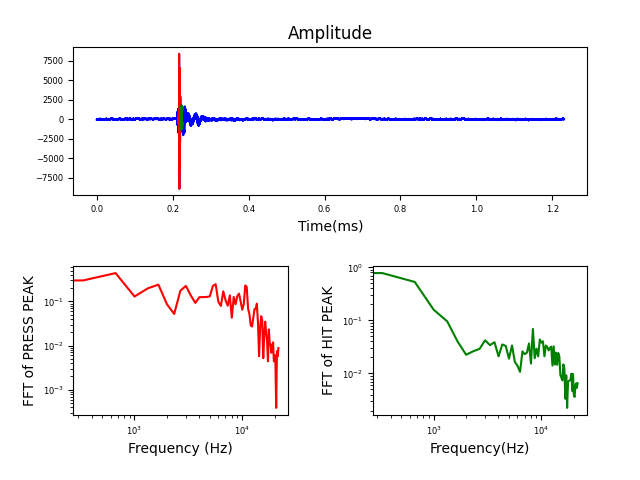 Amplitude
7500
5000
2500
0
−2500
−5000
−7500
0.0 0.2 0.4 0.6 0.8 1.0 1.2
Time(ms)
FFT of PRESS PEAK
10⁻¹
10⁻²
10⁻³
10³ 10⁴
Frequency (Hz)
FFT of HIT PEAK
10⁰
10⁻¹
10⁻²
10³ 10⁴
Frequency(Hz)